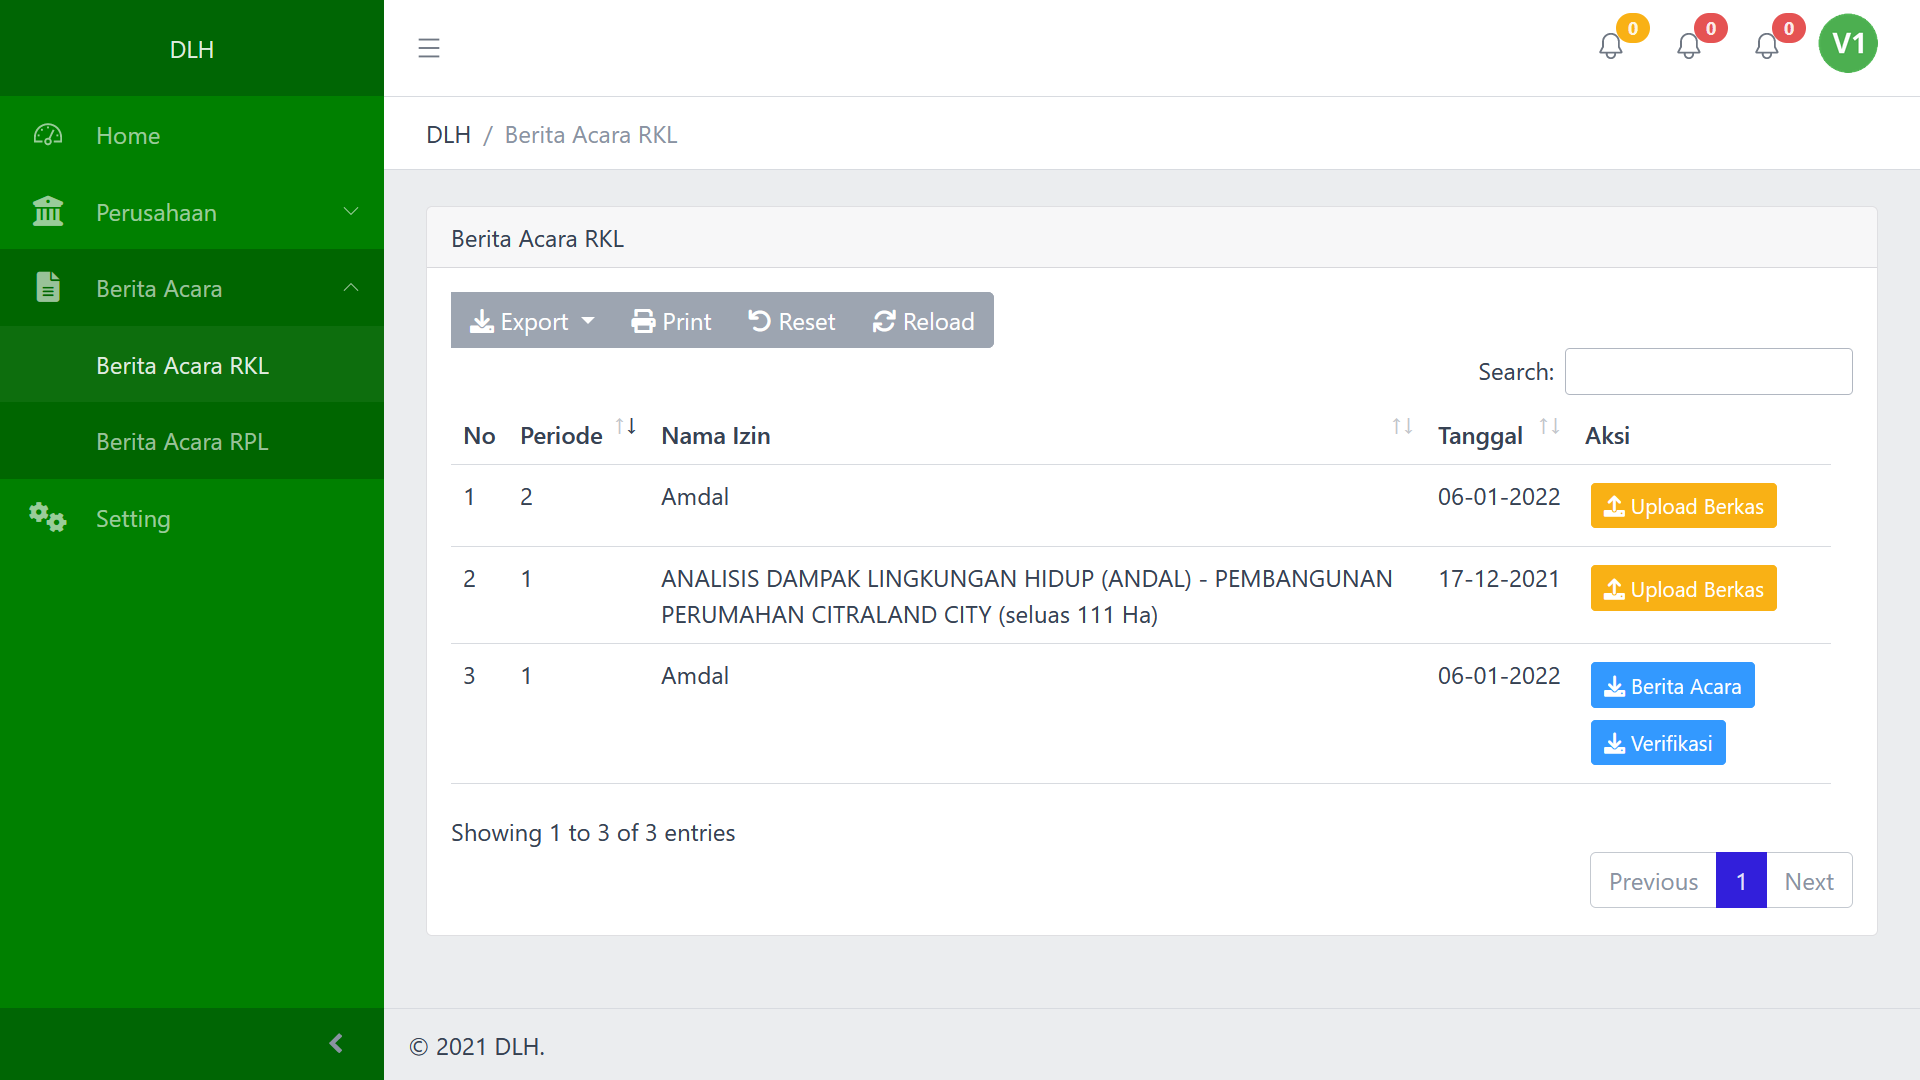 DLH
0
0
0
V1
Home
Perusahaan
Berita Acara
Berita Acara RKL
Berita Acara RPL
Setting
DLH / Berita Acara RKL
Berita Acara RKL
Export Print Reset Reload
Search:
No Periode Nama Izin Tanggal Aksi
1 2 Amdal 06-01-2022 Upload Berkas
2 1 ANALISIS DAMPAK LINGKUNGAN HIDUP (ANDAL) - PEMBANGUNAN 17-12-2021 Upload Berkas
PERUMAHAN CITRALAND CITY (seluas 111 Ha)
3 1 Amdal 06-01-2022 Berita Acara
Verifikasi
Showing 1 to 3 of 3 entries
Previous 1 Next
© 2021 DLH.